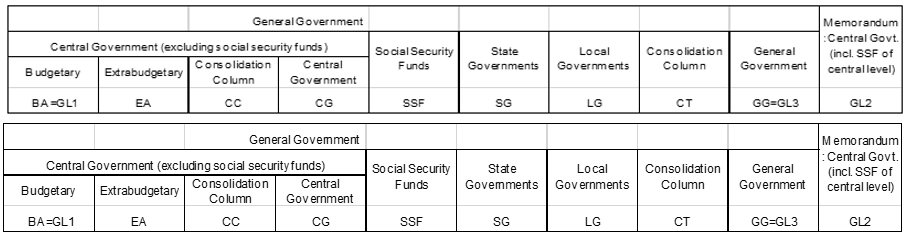 General Government
Memorandum
: Central Govt.
(incl. SSF of
central level)
Central Government (excluding social security funds)
Social Security
Funds
State
Governments
Local
Governments
Consolidation
Column
General
Government
Budgetary
Extrabudgetary
Consolidation
Column
Central
Government
BA=GL1
EA
CC
CG
SSF
SG
LG
CT
GG=GL3
GL2
General Government
Memorandum
: Central Govt.
(incl. SSF of
central level)
Central Government (excluding social security funds)
Social Security
Funds
State
Governments
Local
Governments
Consolidation
Column
General
Government
Budgetary
Extrabudgetary
Consolidation
Column
Central
Government
BA=GL1
EA
CC
CG
SSF
SG
LG
CT
GG=GL3
GL2